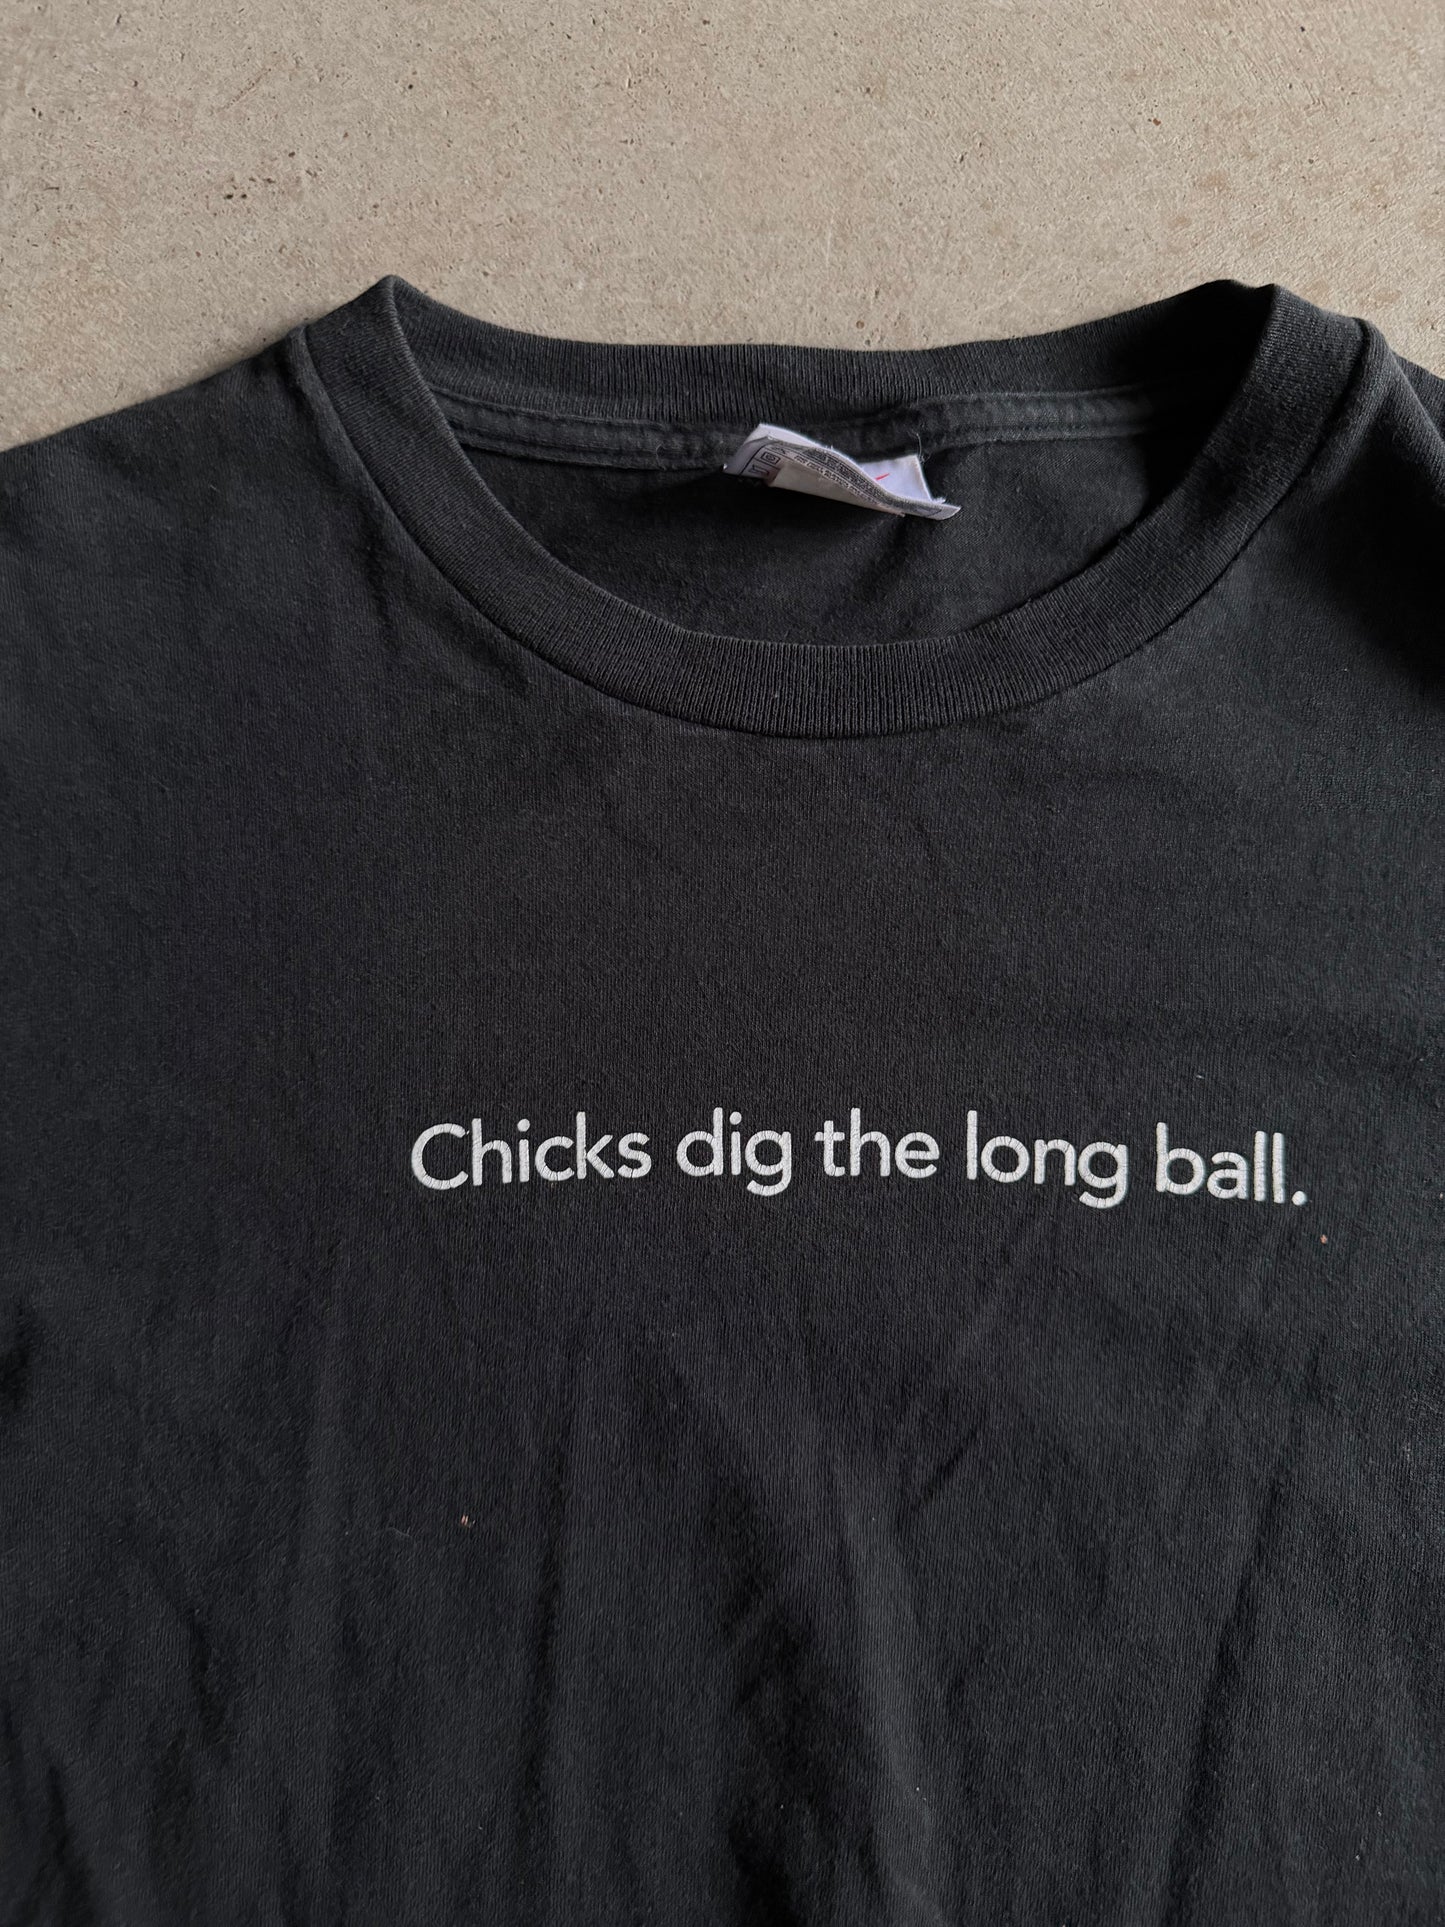 Chicks dig the long ball.